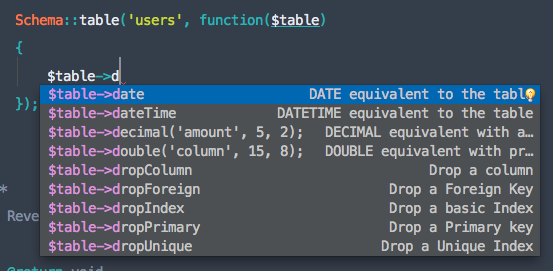 Schema::table('users', function($table)
{
$table->d
$table->date DATE equivalent to the table
$table->dateTime DATETIME equivalent to the table
$table->decimal('amount', 5, 2); DECIMAL equivalent with a…
$table->double('column', 15, 8); DOUBLE equivalent with pr…
$table->dropColumn Drop a column
$table->dropForeign Drop a Foreign Key
$table->dropIndex Drop a basic Index
$table->dropPrimary Drop a Primary key
$table->dropUnique Drop a Unique Index
});
*
Reve
@return void